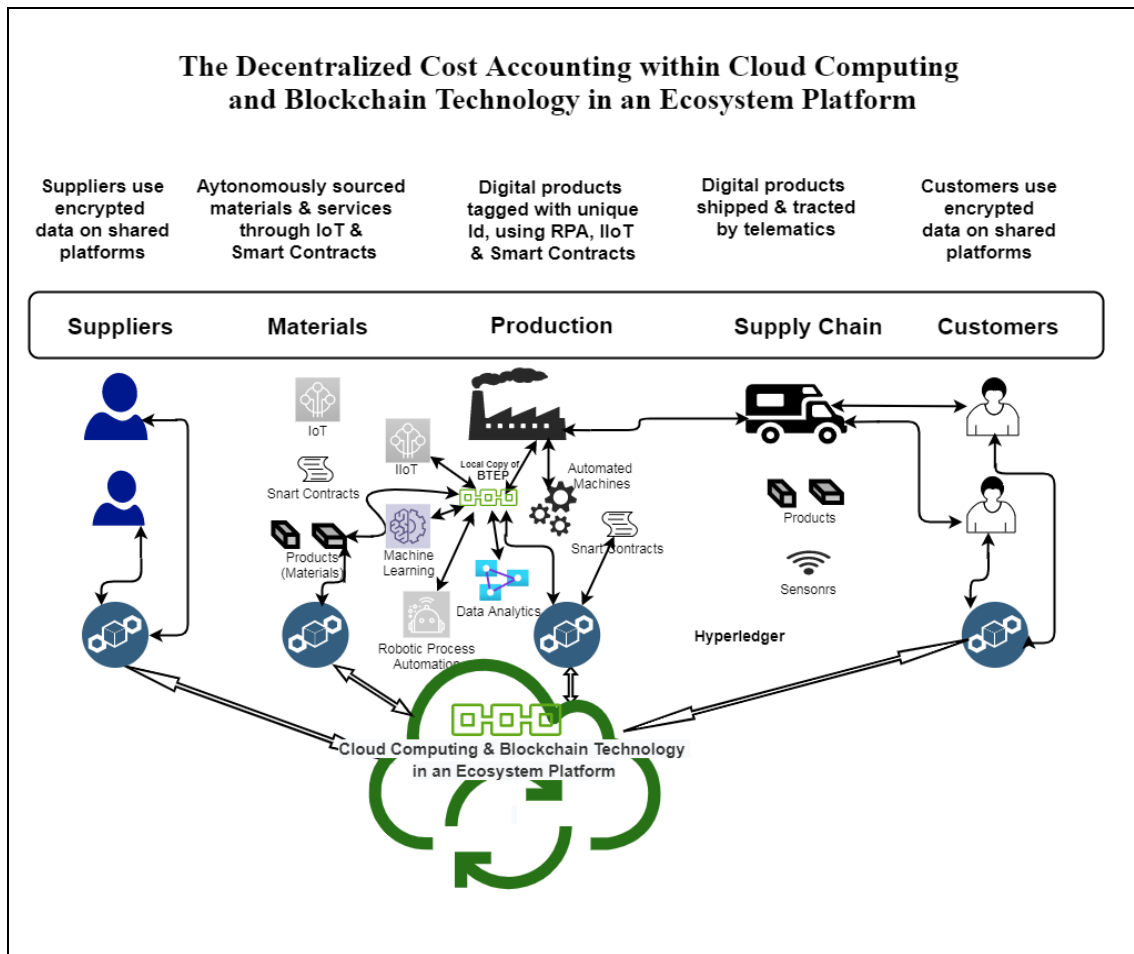 The Decentralized Cost Accounting within Cloud Computing
and Blockchain Technology in an Ecosystem Platform
Suppliers use
encrypted
data on shared
platforms
Aytonomously sourced
materials & services
through IoT &
Smart Contracts
Digital products
tagged with unique
Id, using RPA, IIoT
& Smart Contracts
Digital products
shipped & tracted
by telematics
Customers use
encrypted
data on shared
platforms
Suppliers
Materials
Production
Supply Chain
Customers
IoT
Snart Contracts
Products
(Materials)
IIoT
Local Copy of
BTEP
Machine
Learning
Robotic Process
Automation
Data Analytics
Automated
Machines
Snart Contracts
Products
Sensonrs
Hyperledger
Cloud Computing & Blockchain Technology
in an Ecosystem Platform